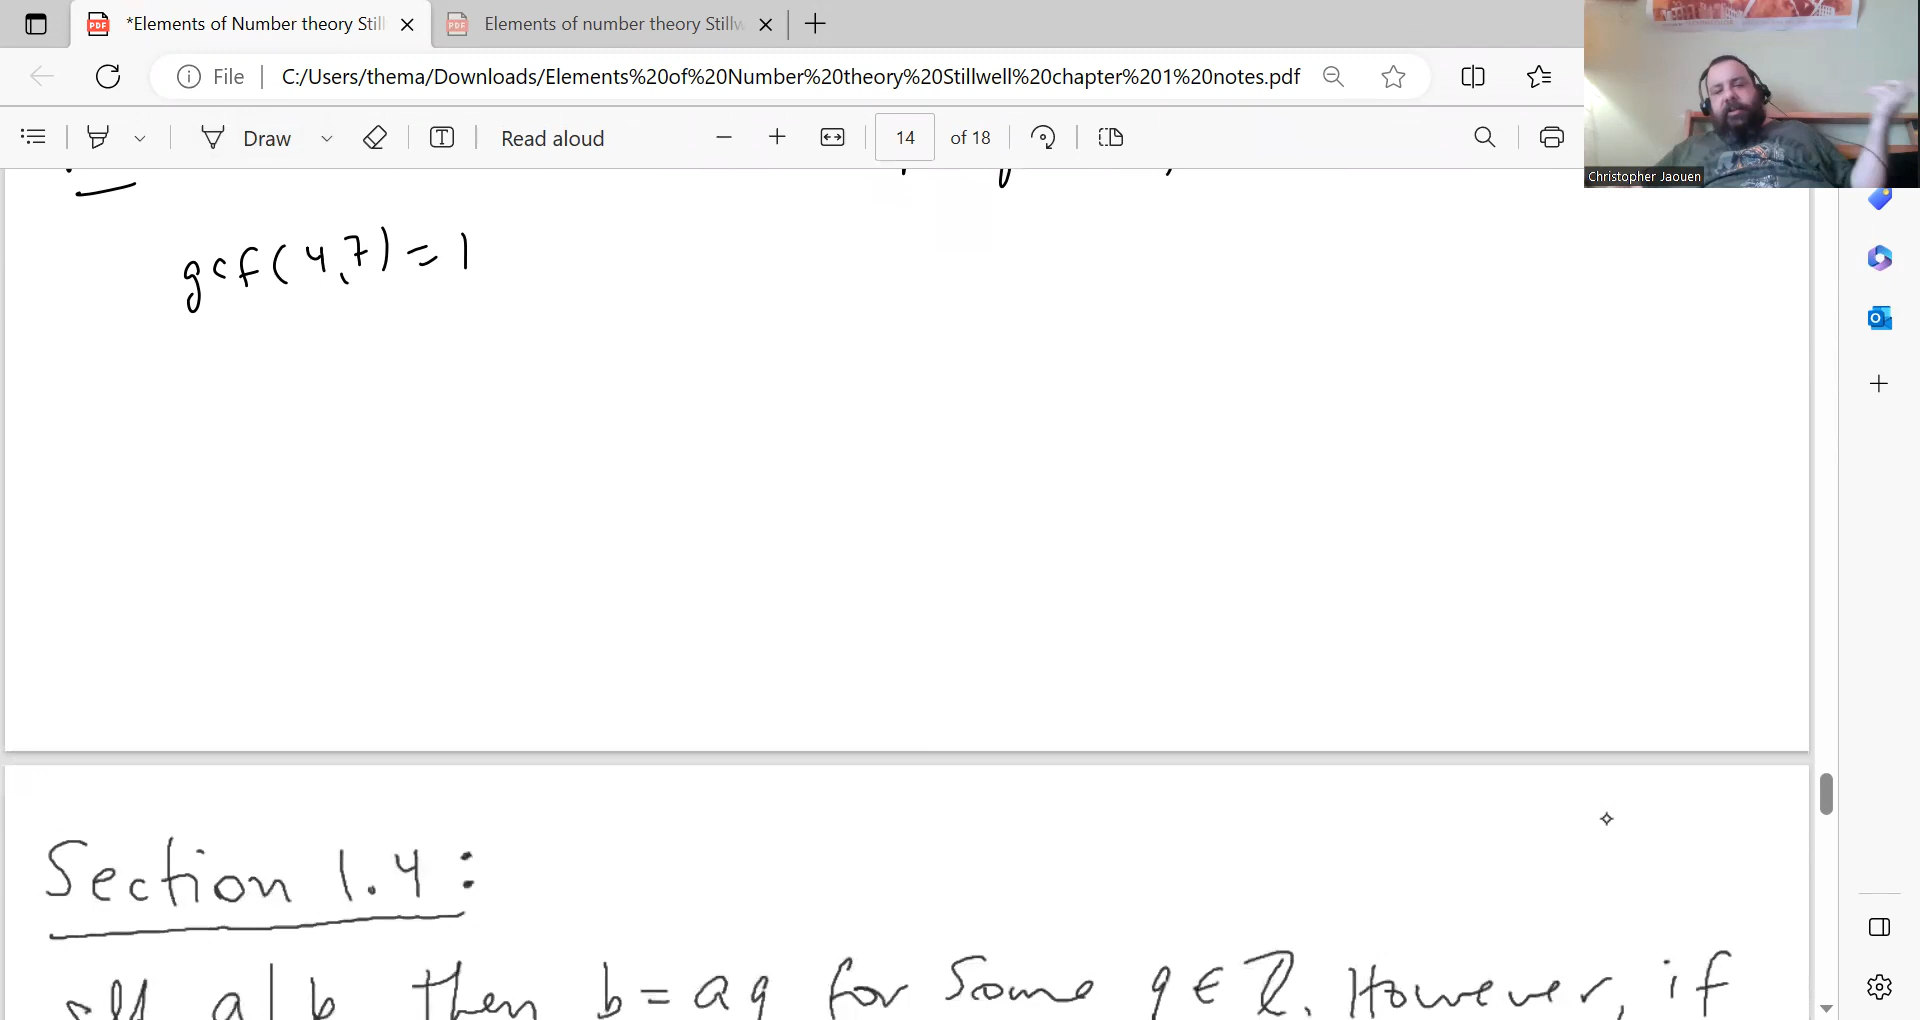 *Elements of Number theory Still
Elements of number theory Stillw
File
C:/Users/thema/Downloads/Elements%20of%20Number%20theory%20Stillwell%20chapter%201%20notes.pdf
Draw
Read aloud
14 of 18
Christopher Jaouen
gcf(4,7)=1
Section 1.4:
a|b then b=aq for some q∈ℤ. However, if